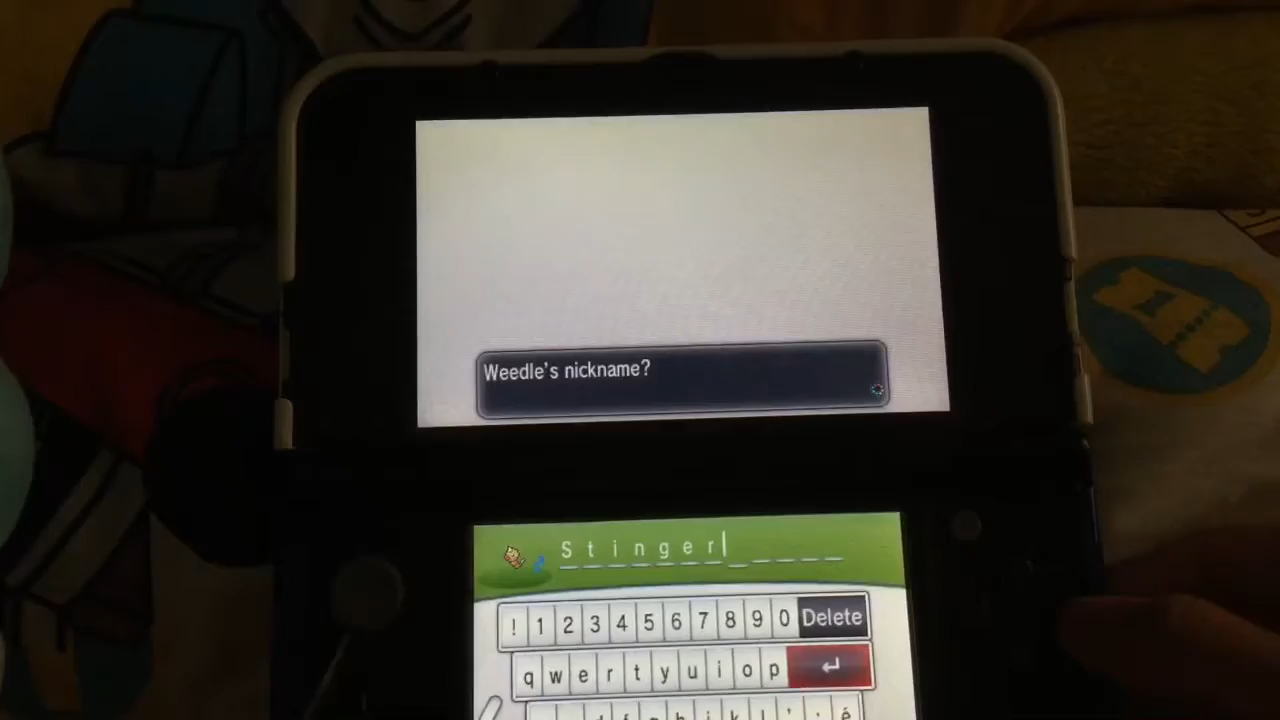 Weedle's nickname?
Stinger
! 1 2 3 4 5 6 7 8 9 0 Delete
q w e r t y u i o p